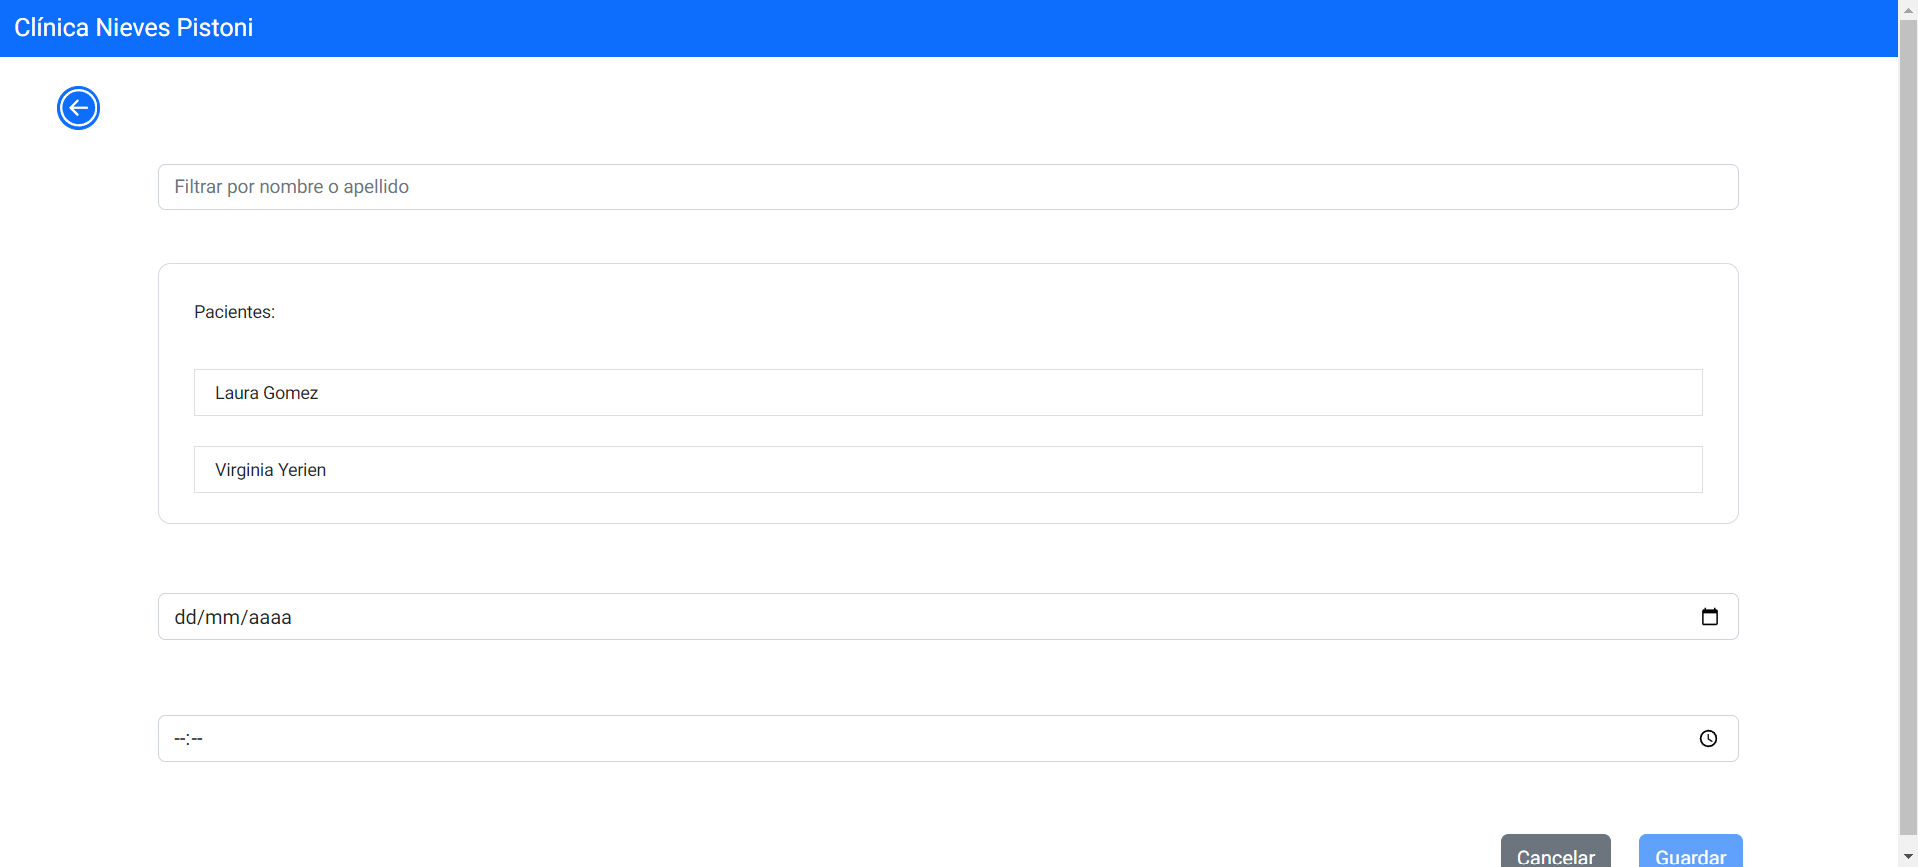 Clínica Nieves Pistoni
Filtrar por nombre o apellido
Pacientes:
Laura Gomez
Virginia Yerien
dd/mm/aaaa
--:--
Cancelar
Guardar